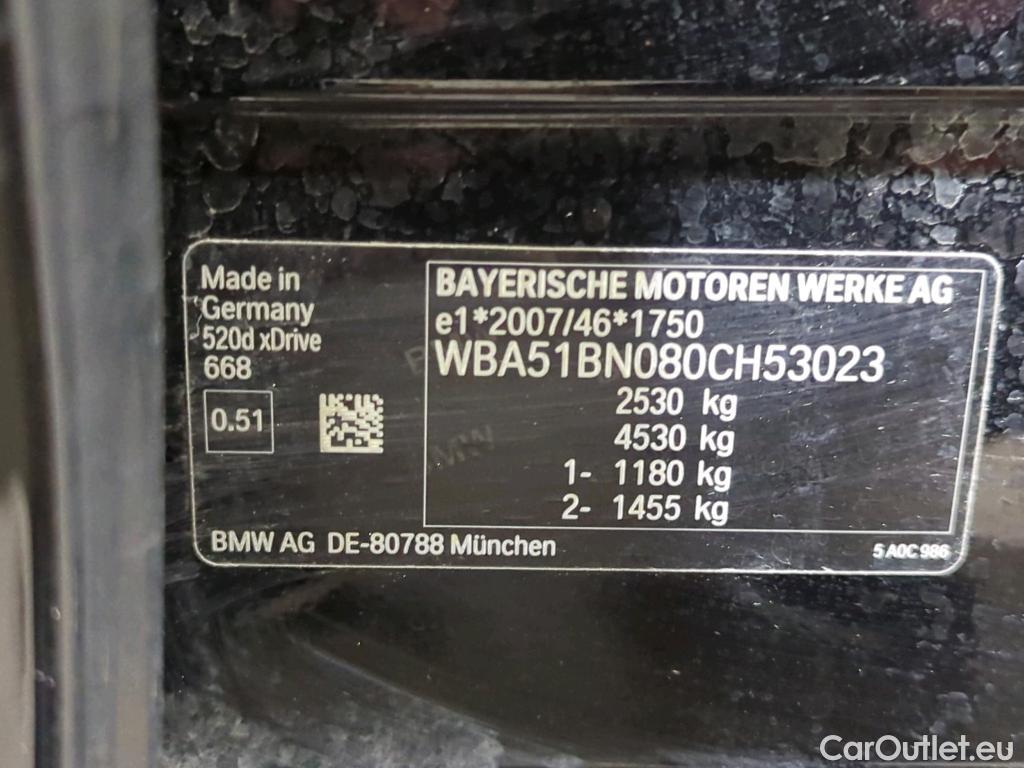 Made in
Germany
520d xDrive
668
0.51
BAYERISCHE MOTOREN WERKE AG
e1*2007/46*1750
WBA51BN080CH53023
2530 kg
4530 kg
1- 1180 kg
2- 1455 kg
BMW AG DE-80788 München
5 A0C 986
CarOutlet.eu